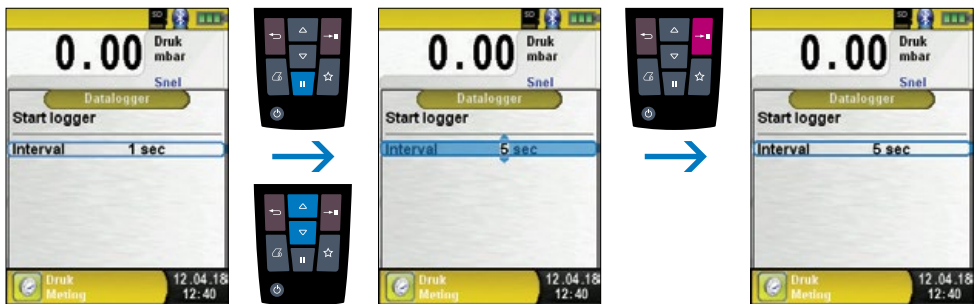 SD
0.00 Druk
mbar
Snel
Datalogger
Start logger
Interval 1 sec
Druk
Meting
12.04.18
12:40
SD
0.00 Druk
mbar
Snel
Datalogger
Start logger
Interval 5 sec
Druk
Meting
12.04.18
12:40
SD
0.00 Druk
mbar
Snel
Datalogger
Start logger
Interval 5 sec
Druk
Meting
12.04.18
12:40